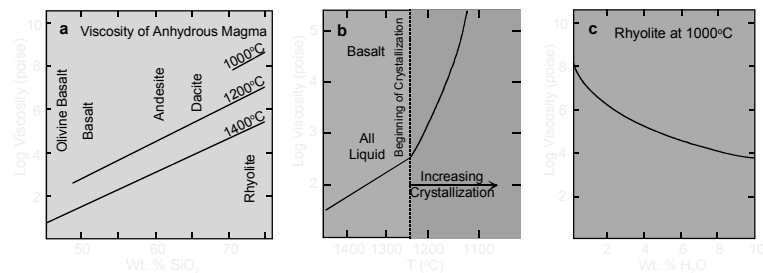 a Viscosity of Anhydrous Magma
1000°C
1200°C
1400°C
Olivine Basalt
Basalt
Andesite
Dacite
Rhyolite
Log Viscosity (poise)
10
8
6
4
2
50 60 70
Wt. % SiO₂
b
Basalt
All
Liquid
Beginning of Crystallization
Increasing
Crystallization
Log Viscosity (poise)
5
4
3
2
1400 1300 1200 1100
T (°C)
c Rhyolite at 1000°C
Log Viscosity (poise)
10
8
6
4
2
2 4 6 8 10
Wt. % H₂O